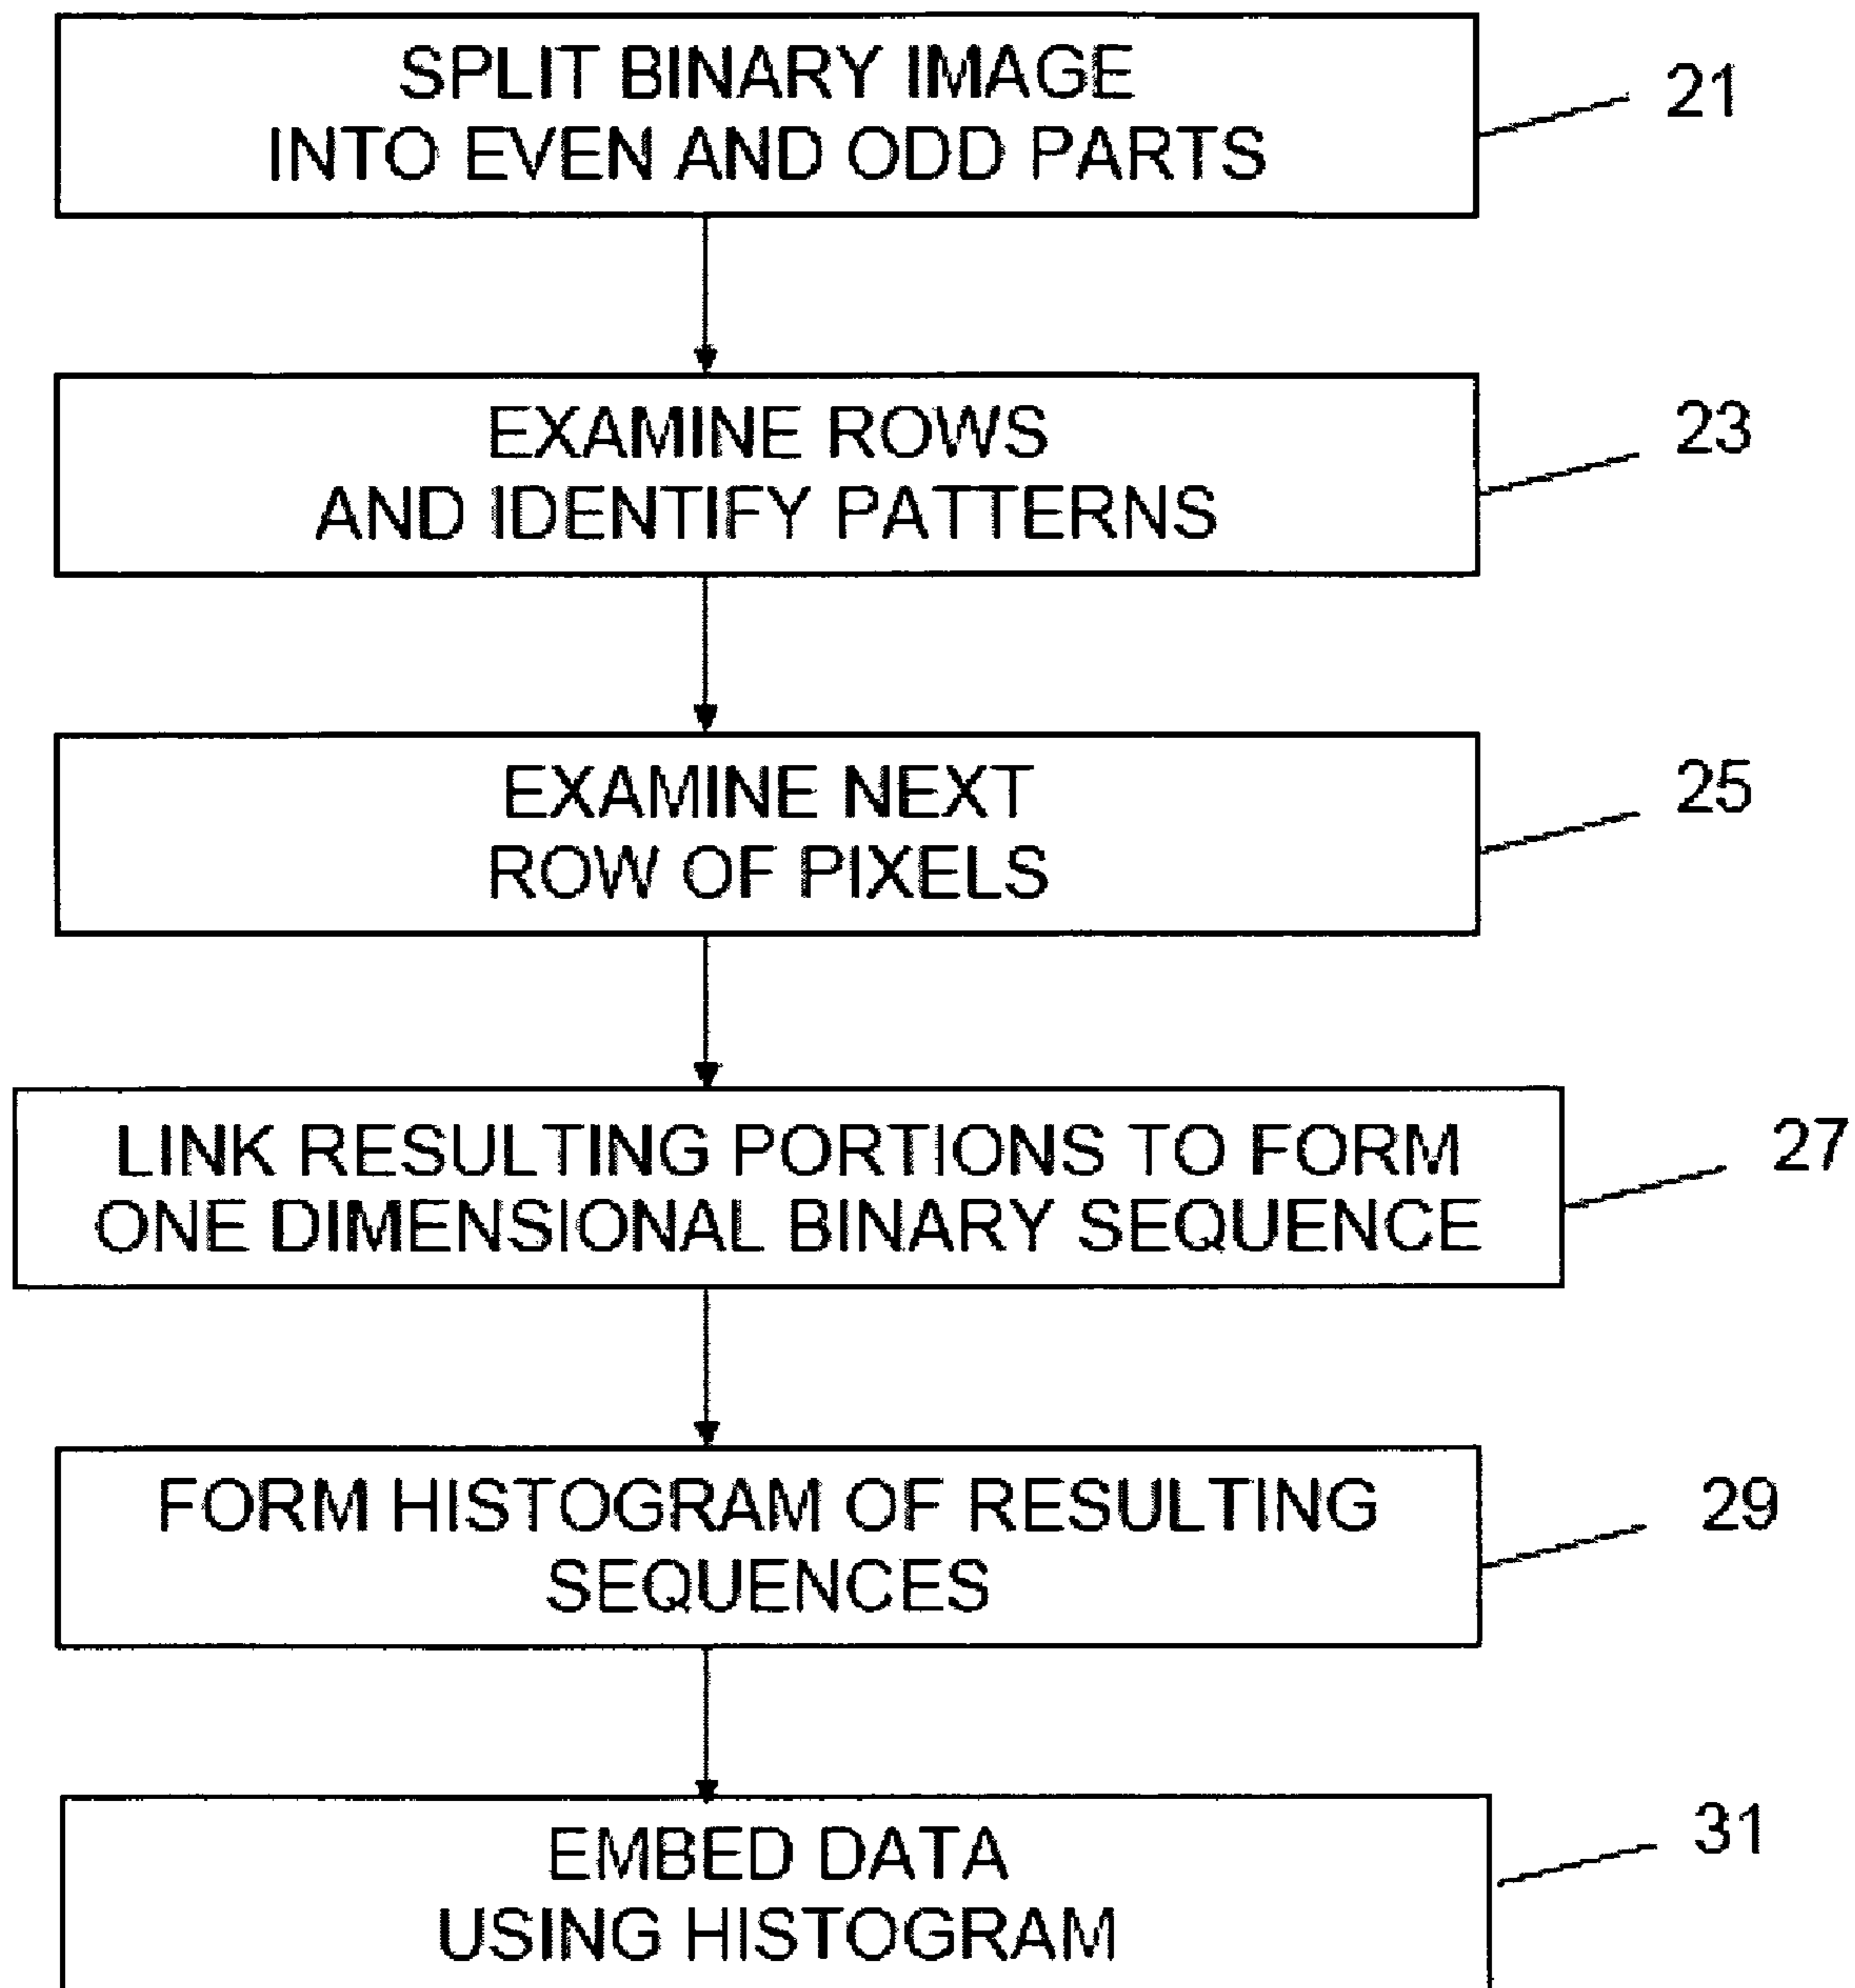 SPLIT BINARY IMAGE
INTO EVEN AND ODD PARTS
21
EXAMINE ROWS
AND IDENTIFY PATTERNS
23
EXAMINE NEXT
ROW OF PIXELS
25
LINK RESULTING PORTIONS TO FORM
ONE DIMENSIONAL BINARY SEQUENCE
27
FORM HISTOGRAM OF RESULTING
SEQUENCES
29
EMBED DATA
USING HISTOGRAM
31